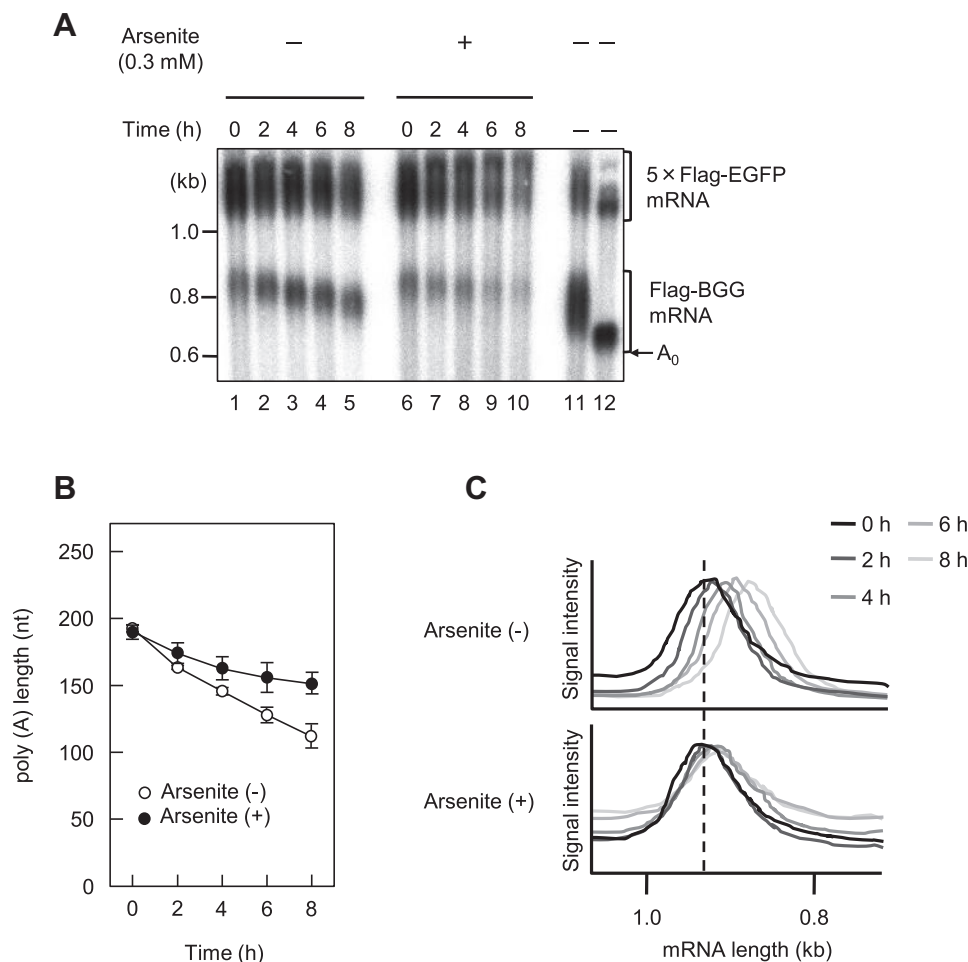 A
Arsenite
(0.3 mM)
− + − −
Time (h) 0 2 4 6 8 0 2 4 6 8 − −
(kb)
1.0
0.8
0.6
5 × Flag-EGFP
mRNA
Flag-BGG
mRNA
A₀
1 2 3 4 5 6 7 8 9 10 11 12
B
poly (A) length (nt)
250
200
150
100
50
0
Arsenite (-)
Arsenite (+)
0 2 4 6 8
Time (h)
C
0 h 6 h
2 h 8 h
4 h
Arsenite (-)
Signal intensity
Arsenite (+)
Signal intensity
1.0 0.8
mRNA length (kb)